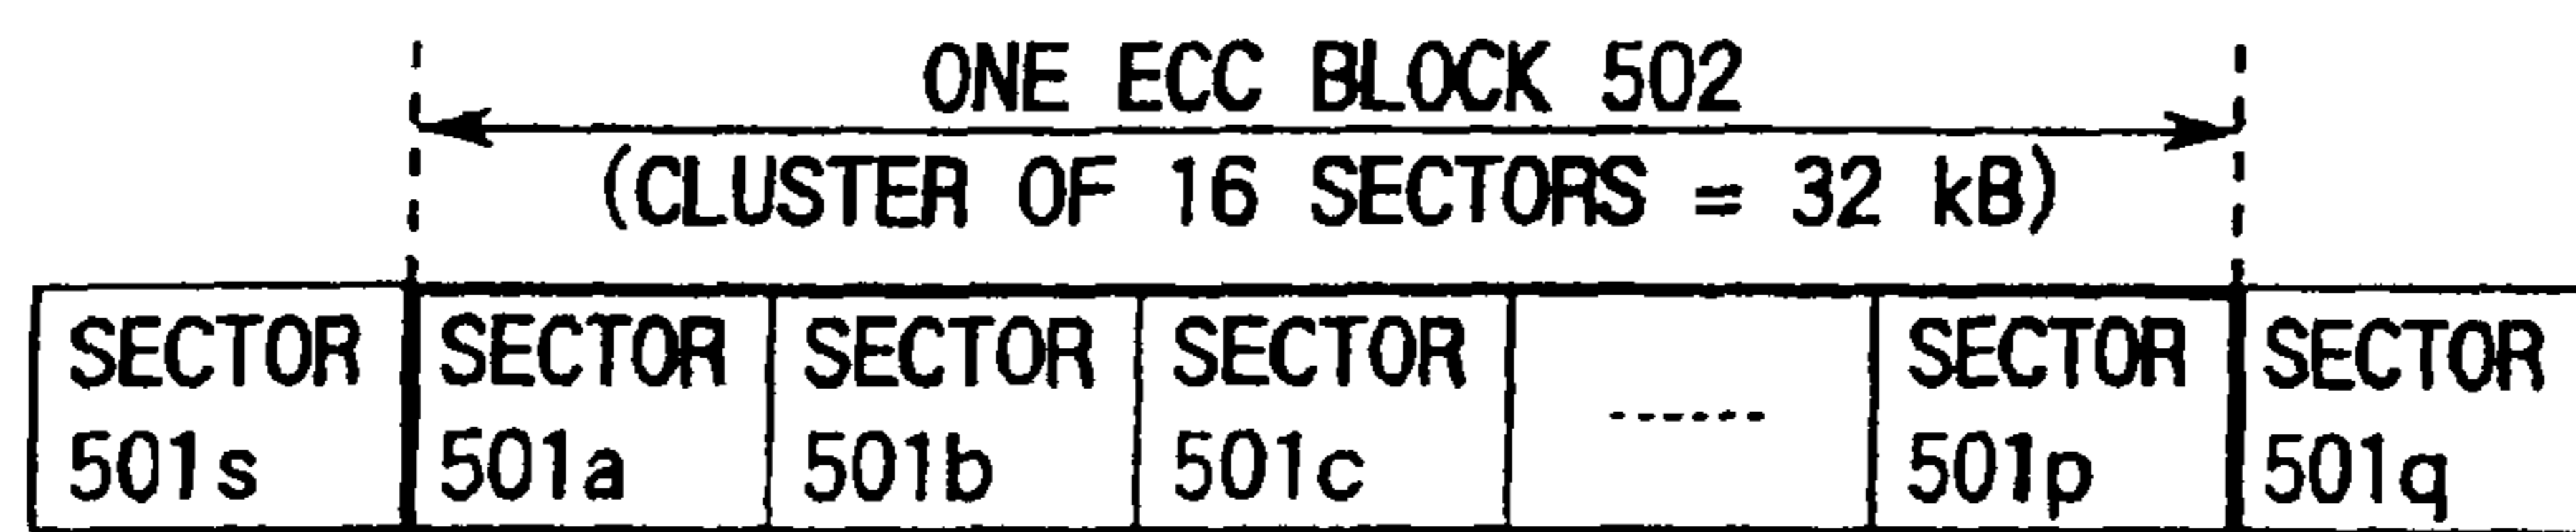 ONE ECC BLOCK 502
(CLUSTER OF 16 SECTORS = 32 kB)
SECTOR SECTOR SECTOR SECTOR ------ SECTOR SECTOR
501s 501a 501b 501c 501p 501q